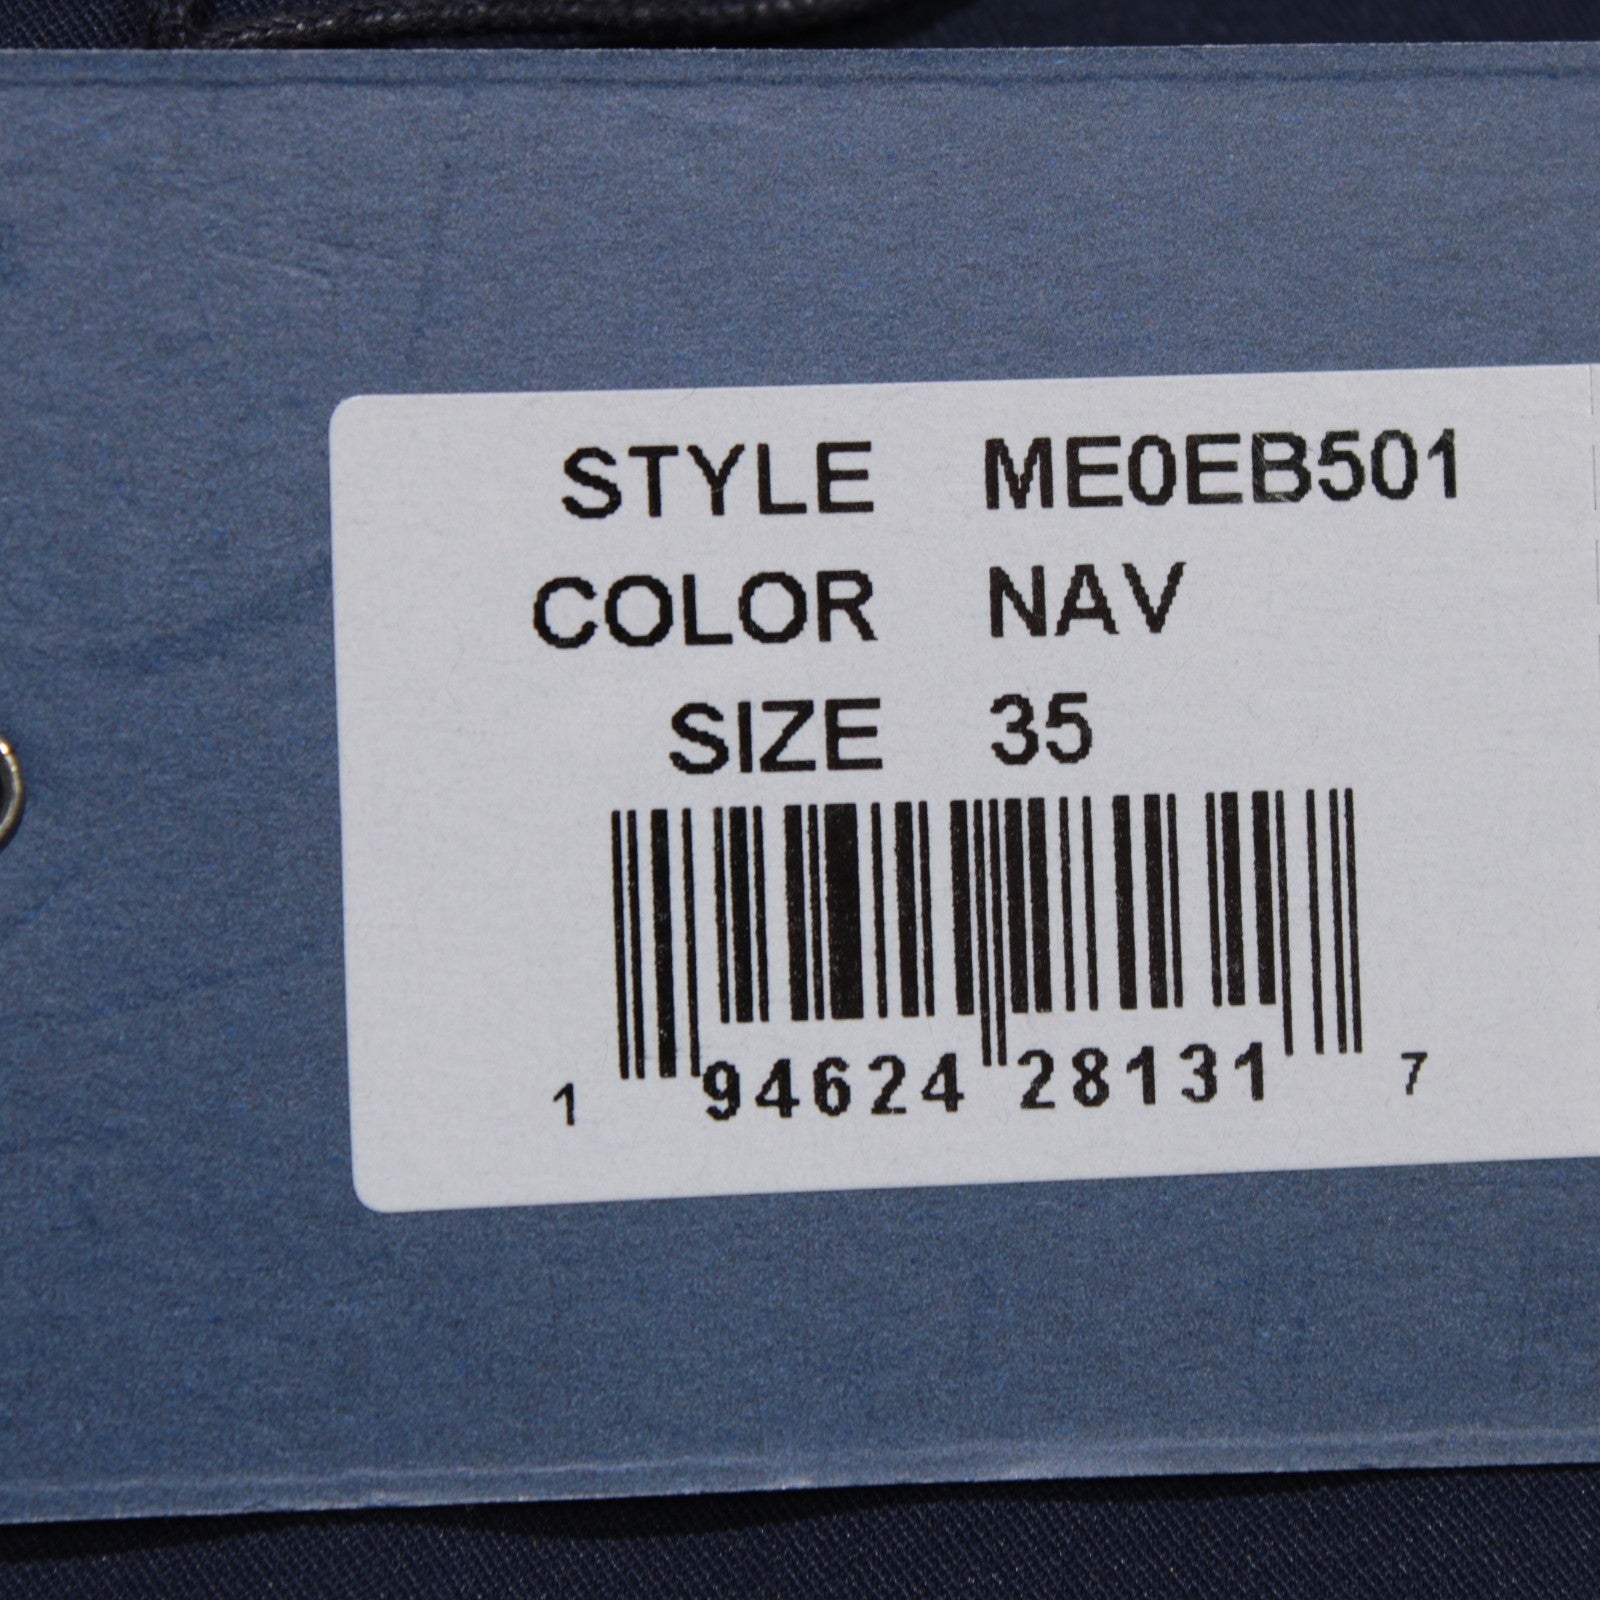 STYLE ME0EB501
COLOR NAV
SIZE 35
1 94624 28131 7